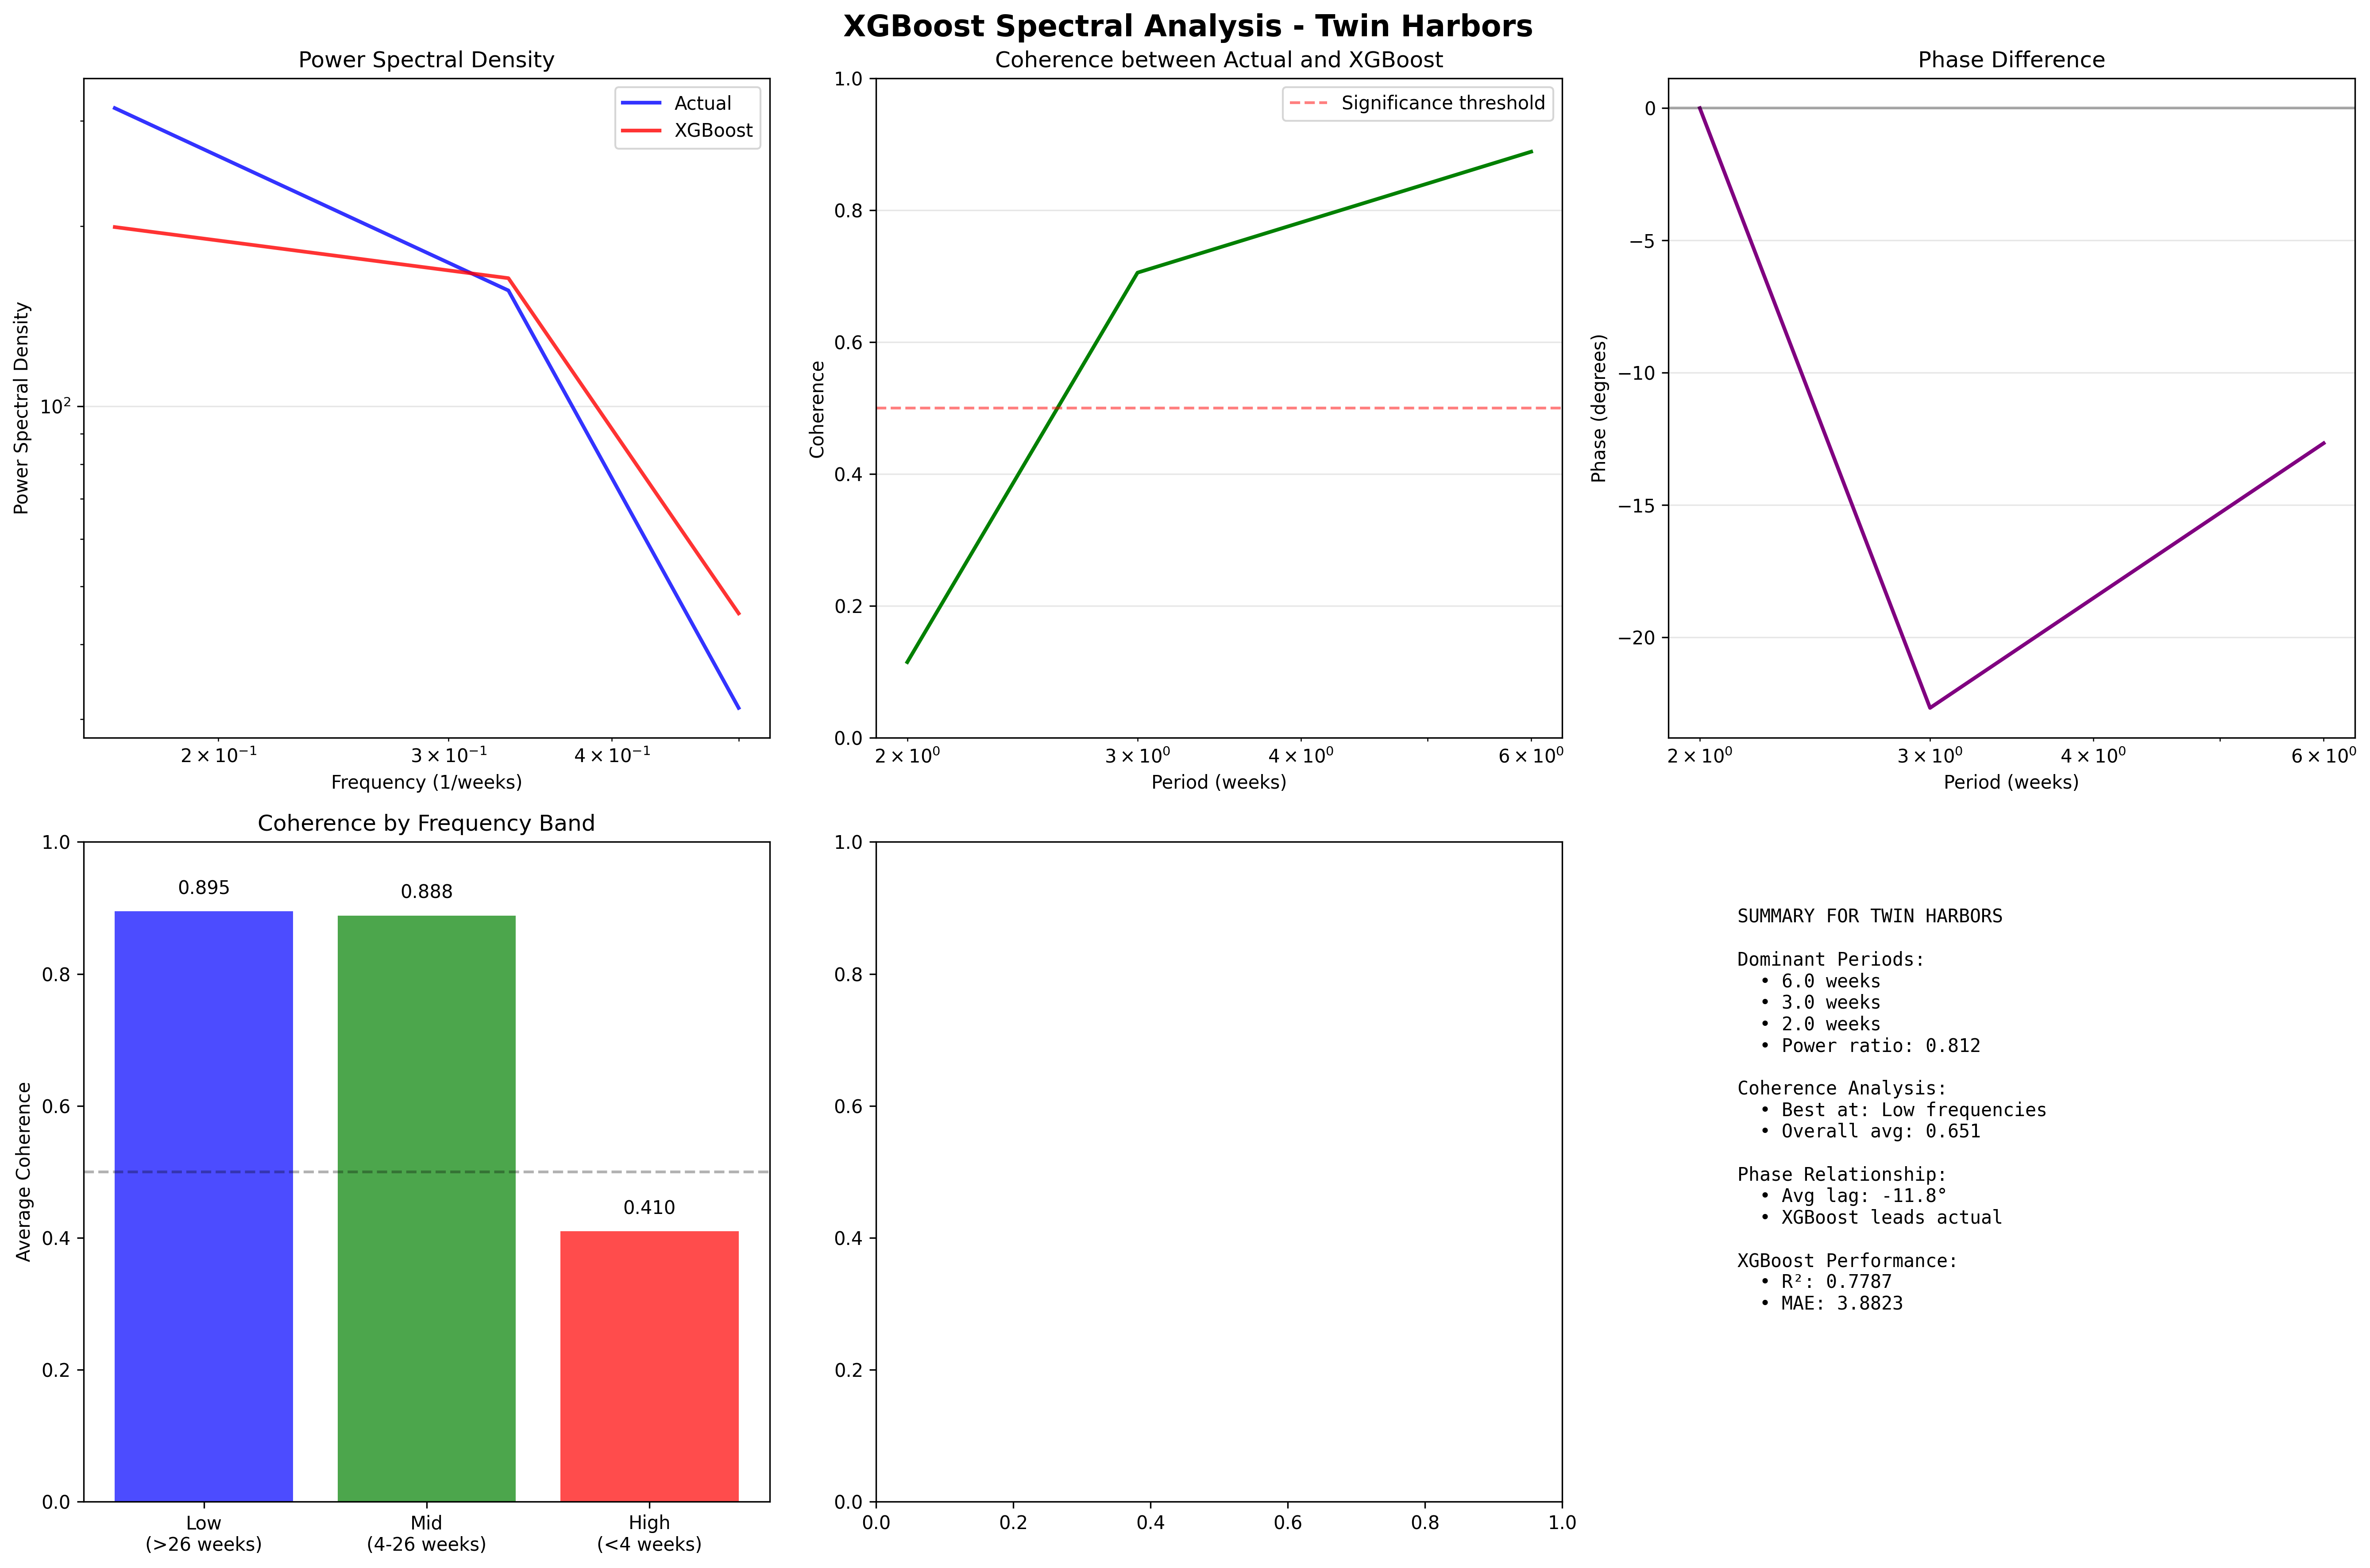 XGBoost Spectral Analysis - Twin Harbors
Power Spectral Density
Actual
XGBoost
Power Spectral Density
10²
2 × 10⁻¹
3 × 10⁻¹
4 × 10⁻¹
Frequency (1/weeks)
Coherence between Actual and XGBoost
Significance threshold
Coherence
1.0
0.8
0.6
0.4
0.2
0.0
2 × 10⁰
3 × 10⁰
4 × 10⁰
6 × 10⁰
Period (weeks)
Phase Difference
Phase (degrees)
0
−5
−10
−15
−20
2 × 10⁰
3 × 10⁰
4 × 10⁰
6 × 10⁰
Period (weeks)
Coherence by Frequency Band
Average Coherence
1.0
0.8
0.6
0.4
0.2
0.0
0.895
0.888
0.410
Low
(>26 weeks)
Mid
(4-26 weeks)
High
(<4 weeks)
1.0
0.8
0.6
0.4
0.2
0.0
0.0
0.2
0.4
0.6
0.8
1.0
SUMMARY FOR TWIN HARBORS
Dominant Periods:
• 6.0 weeks
• 3.0 weeks
• 2.0 weeks
• Power ratio: 0.812
Coherence Analysis:
• Best at: Low frequencies
• Overall avg: 0.651
Phase Relationship:
• Avg lag: -11.8°
• XGBoost leads actual
XGBoost Performance:
• R²: 0.7787
• MAE: 3.8823